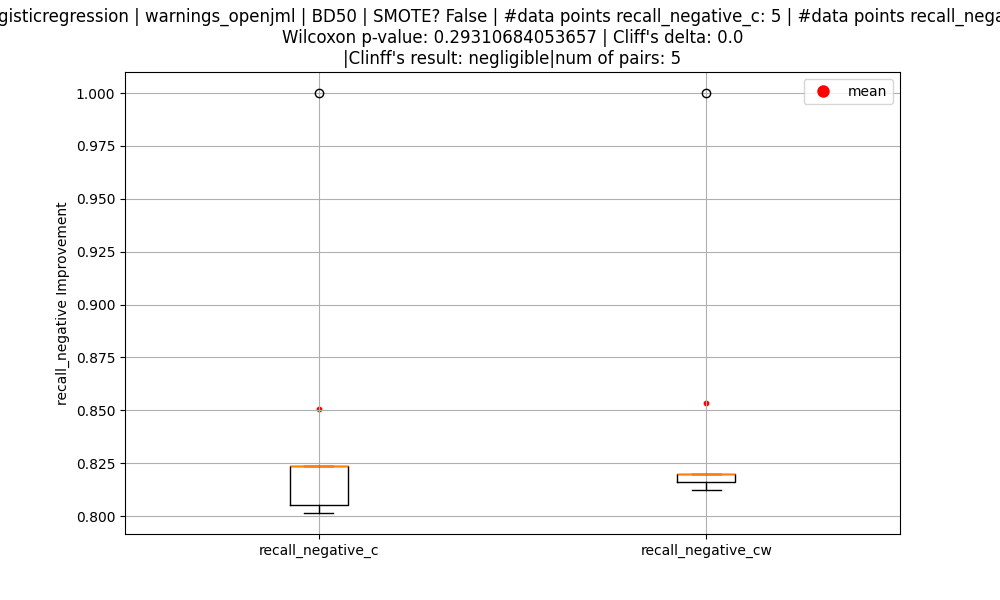 gisticregression | warnings_openjml | BD50 | SMOTE? False | #data points recall_negative_c: 5 | #data points recall_nega
Wilcoxon p-value: 0.29310684053657 | Cliff's delta: 0.0
|Clinff's result: negligible|num of pairs: 5
mean
1.000
0.975
0.950
0.925
0.900
0.875
0.850
0.825
0.800
recall_negative Improvement
recall_negative_c
recall_negative_cw